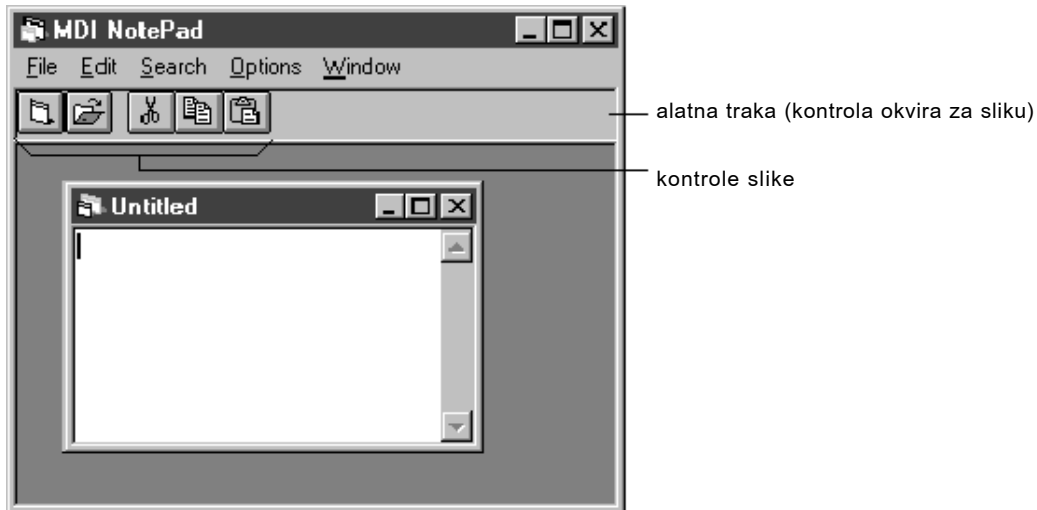 MDI NotePad
File Edit Search Options Window
alatna traka (kontrola okvira za sliku)
kontrole slike
Untitled